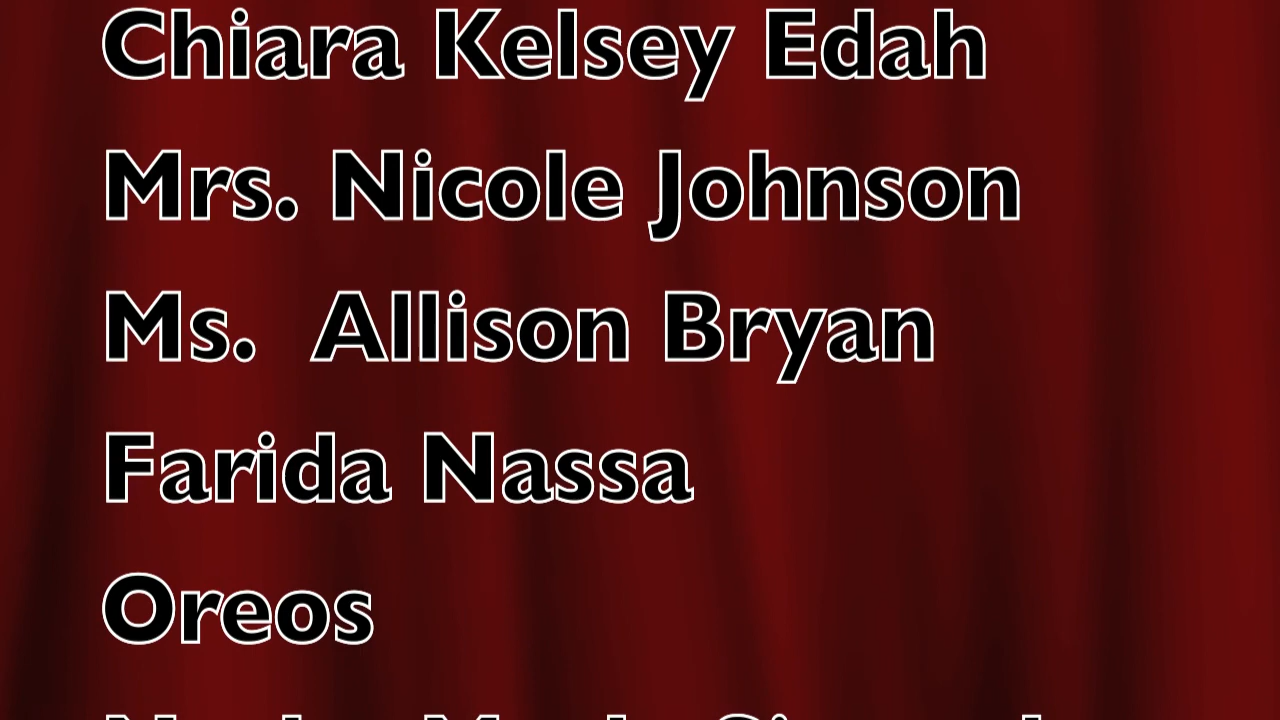 Chiara Kelsey Edah
Mrs. Nicole Johnson
Ms.  Allison Bryan
Farida Nassa
Oreos